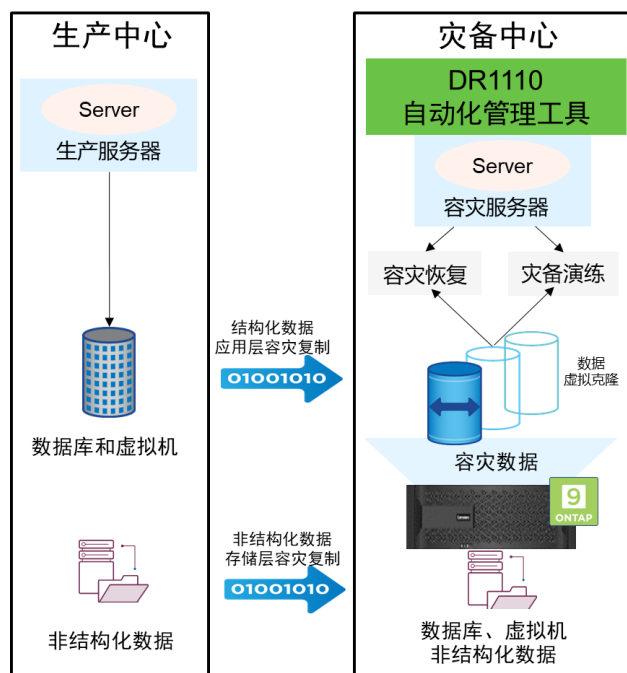 生产中心
Server
生产服务器
数据库和虚拟机
非结构化数据
结构化数据
应用层容灾复制
01001010
非结构化数据
存储层容灾复制
01001010
灾备中心
DR1110
自动化管理工具
Server
容灾服务器
容灾恢复
灾备演练
数据
虚拟克隆
容灾数据
9
ONTAP
数据库、虚拟机
非结构化数据